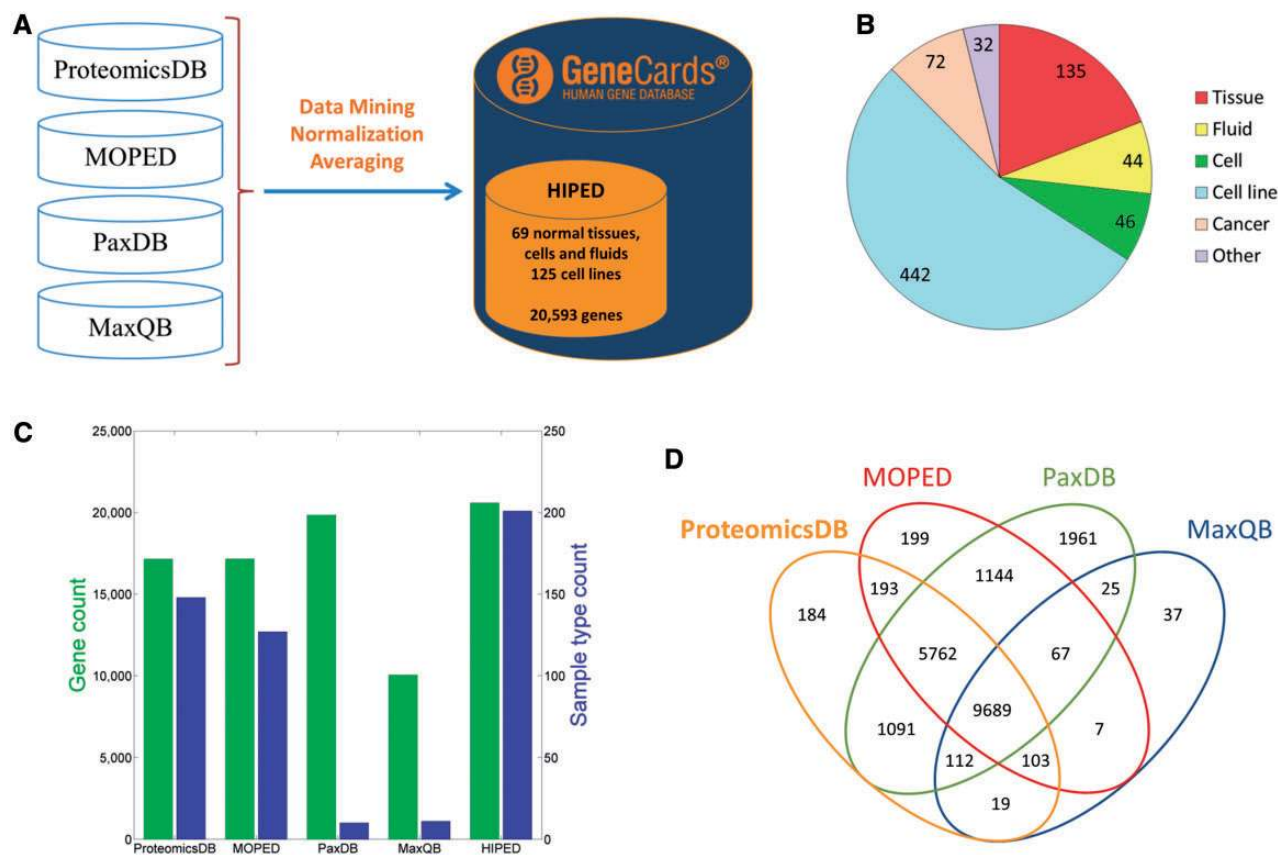 A
ProteomicsDB
MOPED
PaxDB
MaxQB
Data Mining
Normalization
Averaging
GeneCards®
HUMAN GENE DATABASE
HIPED
69 normal tissues,
cells and fluids
125 cell lines
20,593 genes
B
32
72
135
44
46
442
Tissue
Fluid
Cell
Cell line
Cancer
Other
C
Gene count
25,000
20,000
15,000
10,000
5,000
0
250
200
150
100
50
0
Sample type count
ProteomicsDB
MOPED
PaxDB
MaxQB
HIPED
D
MOPED
PaxDB
ProteomicsDB
MaxQB
199
1961
193
1144
25
184
37
5762
67
9689
1091
7
112
103
19